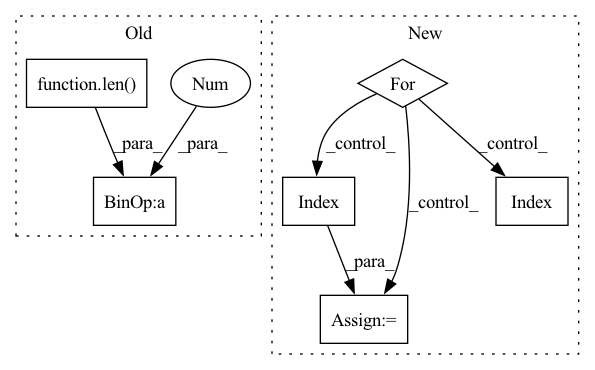 Old
New
function.len()
Num
For
_para_
_para_
_control_
_control_
_control_
BinOp:a
Index
Index
_para_
Assign:=